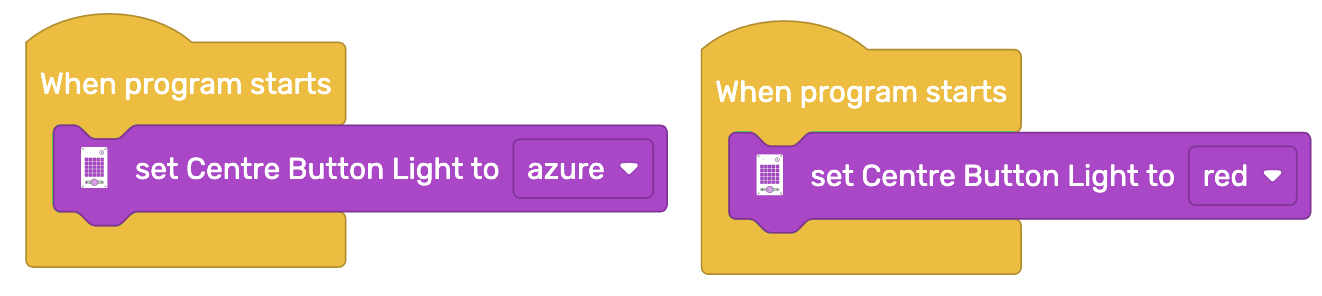 When program starts
set Centre Button Light to azure
When program starts
set Centre Button Light to red